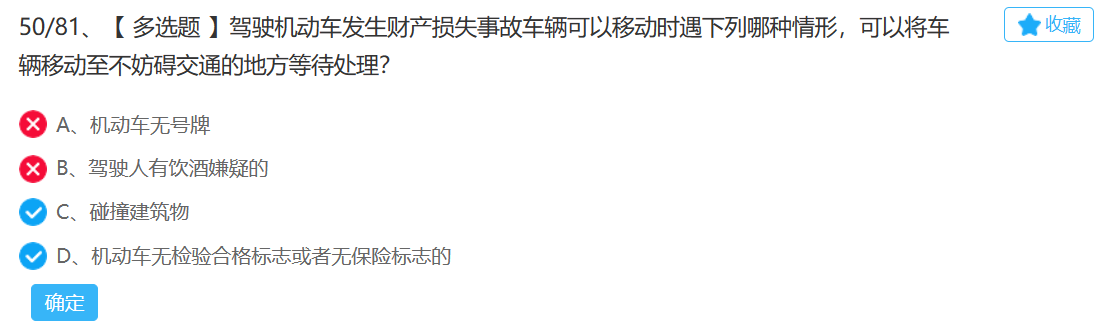 50/81、【 多选题 】驾驶机动车发生财产损失事故车辆可以移动时遇下列哪种情形，可以将车
辆移动至不妨碍交通的地方等待处理？
收藏
A、机动车无号牌
B、驾驶人有饮酒嫌疑的
C、碰撞建筑物
D、机动车无检验合格标志或者无保险标志的
确定